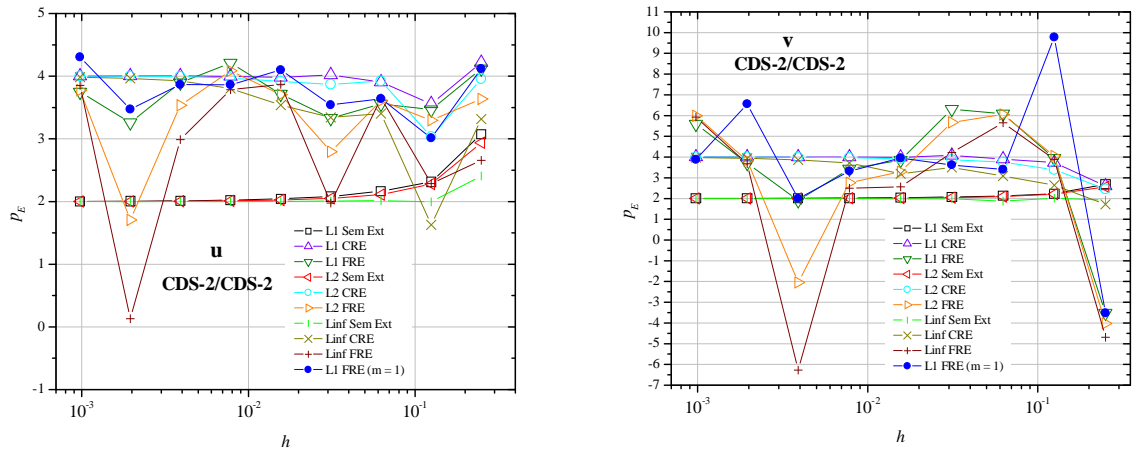 5
4
3
2
1
0
-1
p_E
u
CDS-2/CDS-2
L1 Sem Ext
L1 CRE
L1 FRE
L2 Sem Ext
L2 CRE
L2 FRE
Linf Sem Ext
Linf CRE
Linf FRE
L1 FRE (m = 1)
10^-3
10^-2
10^-1
h
11
10
9
8
7
6
5
4
3
2
1
0
-1
-2
-3
-4
-5
-6
-7
p_E
v
CDS-2/CDS-2
L1 Sem Ext
L1 CRE
L1 FRE
L2 Sem Ext
L2 CRE
L2 FRE
Linf Sem Ext
Linf CRE
Linf FRE
L1 FRE (m = 1)
10^-3
10^-2
10^-1
h